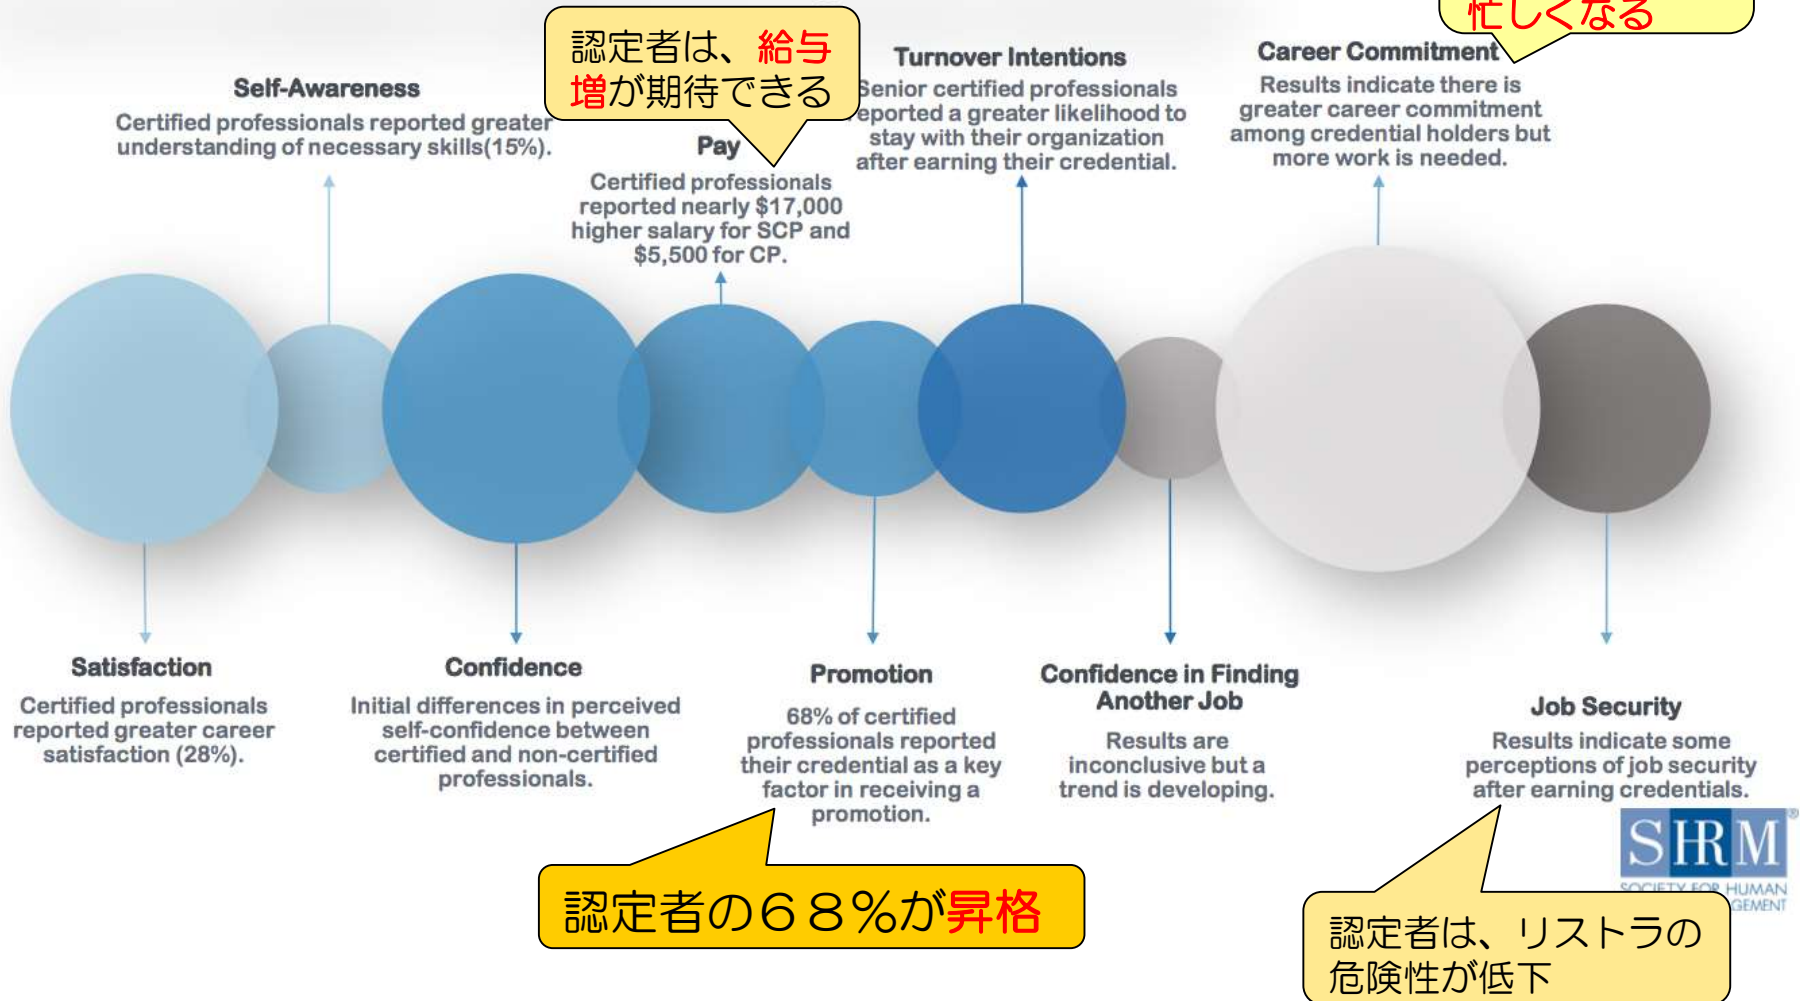 忙しくなる
認定者は、給与
増が期待できる
Self-Awareness
Certified professionals reported greater
understanding of necessary skills(15%).
Pay
Certified professionals
reported nearly $17,000
higher salary for SCP and
$5,500 for CP.
Turnover Intentions
Senior certified professionals
reported a greater likelihood to
stay with their organization
after earning their credential.
Career Commitment
Results indicate there is
greater career commitment
among credential holders but
more work is needed.
Satisfaction
Certified professionals
reported greater career
satisfaction (28%).
Confidence
Initial differences in perceived
self-confidence between
certified and non-certified
professionals.
Promotion
68% of certified
professionals reported
their credential as a key
factor in receiving a
promotion.
Confidence in Finding
Another Job
Results are
inconclusive but a
trend is developing.
Job Security
Results indicate some
perceptions of job security
after earning credentials.
認定者の68%が昇格
SHRM®
SOCIETY FOR HUMAN
GEMENT
認定者は、リストラの
危険性が低下